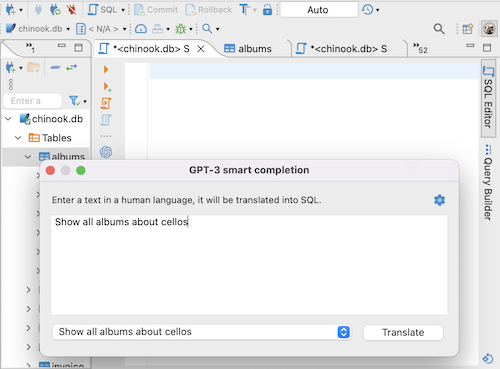 SQL Commit Rollback T Auto
chinook.db < N/A >
»1 *<chinook.db> S albums *<chinook.db> S »52
Enter a
chinook.db
Tables
albums
SQL Editor
Query Builder
GPT-3 smart completion
Enter a text in a human language, it will be translated into SQL.
Show all albums about cellos
Show all albums about cellos Translate
invoice